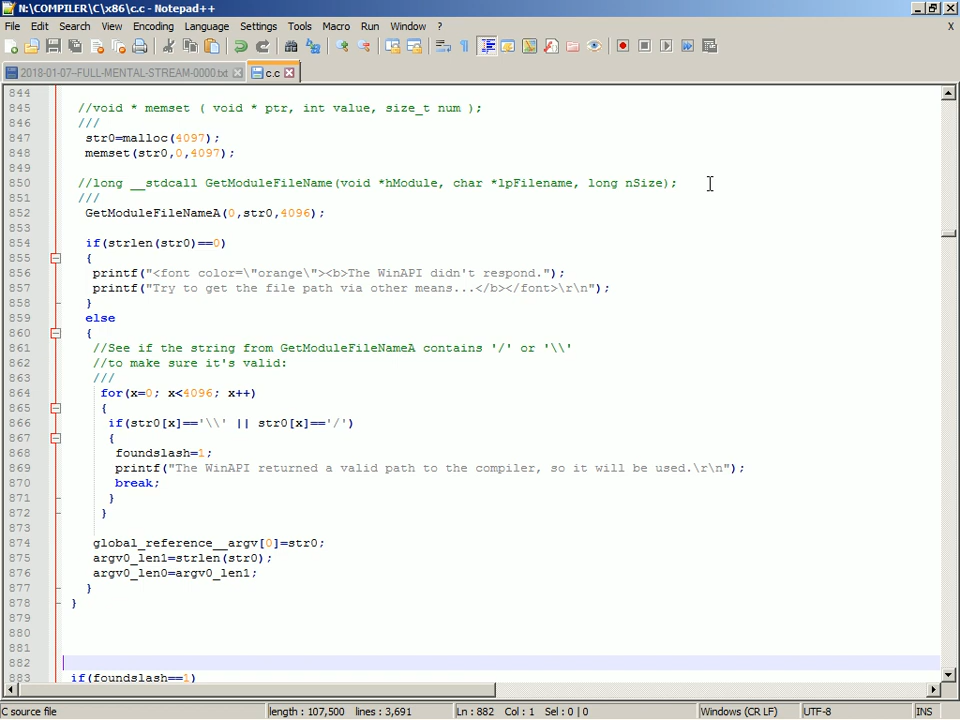 N:\COMPILER\C\x86\c.c - Notepad++
File Edit Search View Encoding Language Settings Tools Macro Run Window ? X
2018-01-07--FULL-MENTAL-STREAM-0000.txt c.c
844
845 //void * memset ( void * ptr, int value, size_t num );
846 ///
847 str0=malloc(4097);
848 memset(str0,0,4097);
849
850 //long __stdcall GetModuleFileName(void *hModule, char *lpFilename, long nSize);
851 ///
852 GetModuleFileNameA(0,str0,4096);
853
854 if(strlen(str0)==0)
855 {
856 printf("<font color=\"orange\"><b>The WinAPI didn't respond.");
857 printf("Try to get the file path via other means...</b></font>\r\n");
858 }
859 else
860 {
861 //See if the string from GetModuleFileNameA contains '/' or '\\'
862 //to make sure it's valid:
863 ///
864 for(x=0; x<4096; x++)
865 {
866 if(str0[x]=='\\' || str0[x]=='/')
867 {
868 foundslash=1;
869 printf("The WinAPI returned a valid path to the compiler, so it will be used.\r\n");
870 break;
871 }
872 }
873
874 global_reference__argv[0]=str0;
875 argv0_len1=strlen(str0);
876 argv0_len0=argv0_len1;
877 }
878 }
879
880
881
882
883 if(foundslash==1)
C source file length : 107,500 lines : 3,691 Ln : 882 Col : 1 Sel : 0 | 0 Windows (CR LF) UTF-8 INS